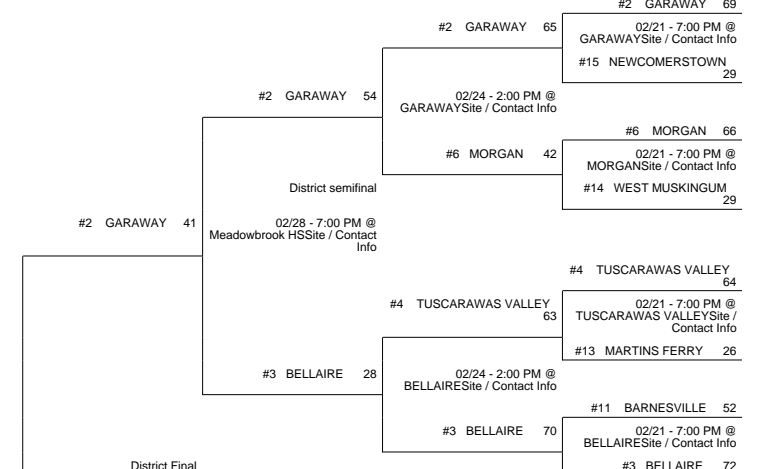 #2 GARAWAY 69
#2 GARAWAY 65
02/21 - 7:00 PM @
GARAWAYSite / Contact Info
#15 NEWCOMERSTOWN
29
#2 GARAWAY 54
02/24 - 2:00 PM @
GARAWAYSite / Contact Info
#6 MORGAN 66
#6 MORGAN 42
02/21 - 7:00 PM @
MORGANSite / Contact Info
District semifinal
#14 WEST MUSKINGUM
29
#2 GARAWAY 41
02/28 - 7:00 PM @
Meadowbrook HSSite / Contact
Info
#4 TUSCARAWAS VALLEY
64
#4 TUSCARAWAS VALLEY
63
02/21 - 7:00 PM @
TUSCARAWAS VALLEYSite /
Contact Info
#13 MARTINS FERRY 26
#3 BELLAIRE 28
02/24 - 2:00 PM @
BELLAIRESite / Contact Info
#11 BARNESVILLE 52
#3 BELLAIRE 70
02/21 - 7:00 PM @
BELLAIRESite / Contact Info
District Final
#3 BELLAIRE 72